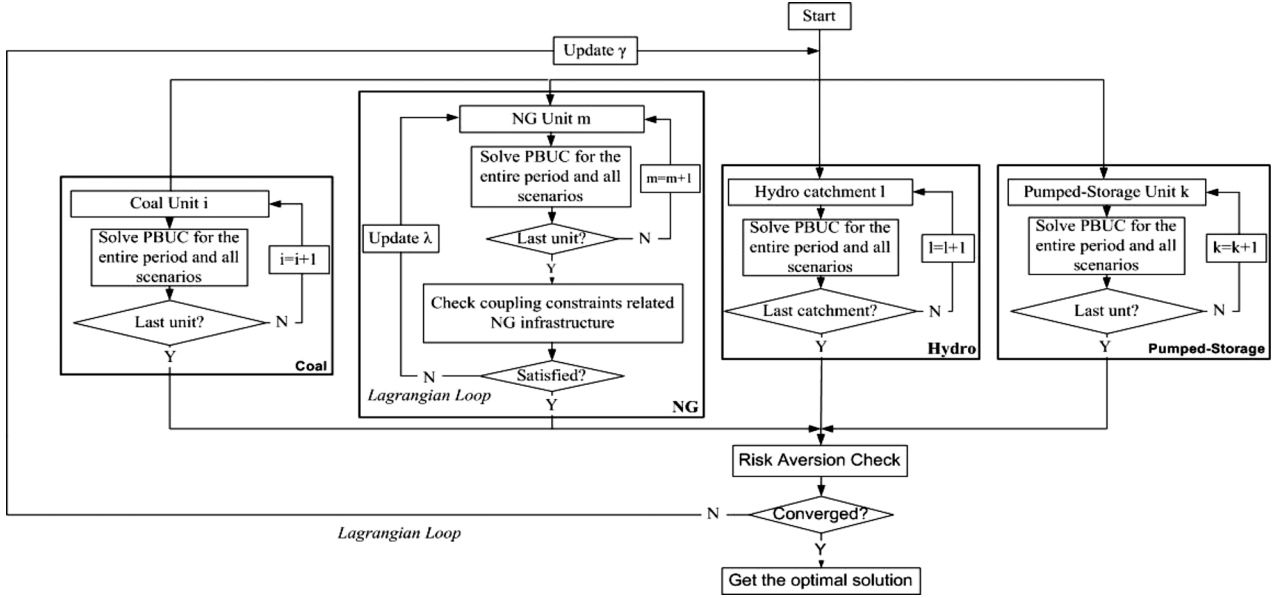 Start
Update γ
NG Unit m
Solve PBUC for the
entire period and all
scenarios
m=m+1
Last unit?
N
Y
Update λ
Check coupling constraints related
NG infrastructure
Satisfied?
N
Lagrangian Loop
Y
NG
Coal Unit i
Solve PBUC for the
entire period and all
scenarios
i=i+1
Last unit?
N
Y
Coal
Hydro catchment l
Solve PBUC for the
entire period and all
scenarios
l=l+1
Last catchment?
N
Y
Hydro
Pumped-Storage Unit k
Solve PBUC for the
entire period and all
scenarios
k=k+1
Last unt?
N
Y
Pumped-Storage
Risk Aversion Check
Converged?
N
Lagrangian Loop
Y
Get the optimal solution